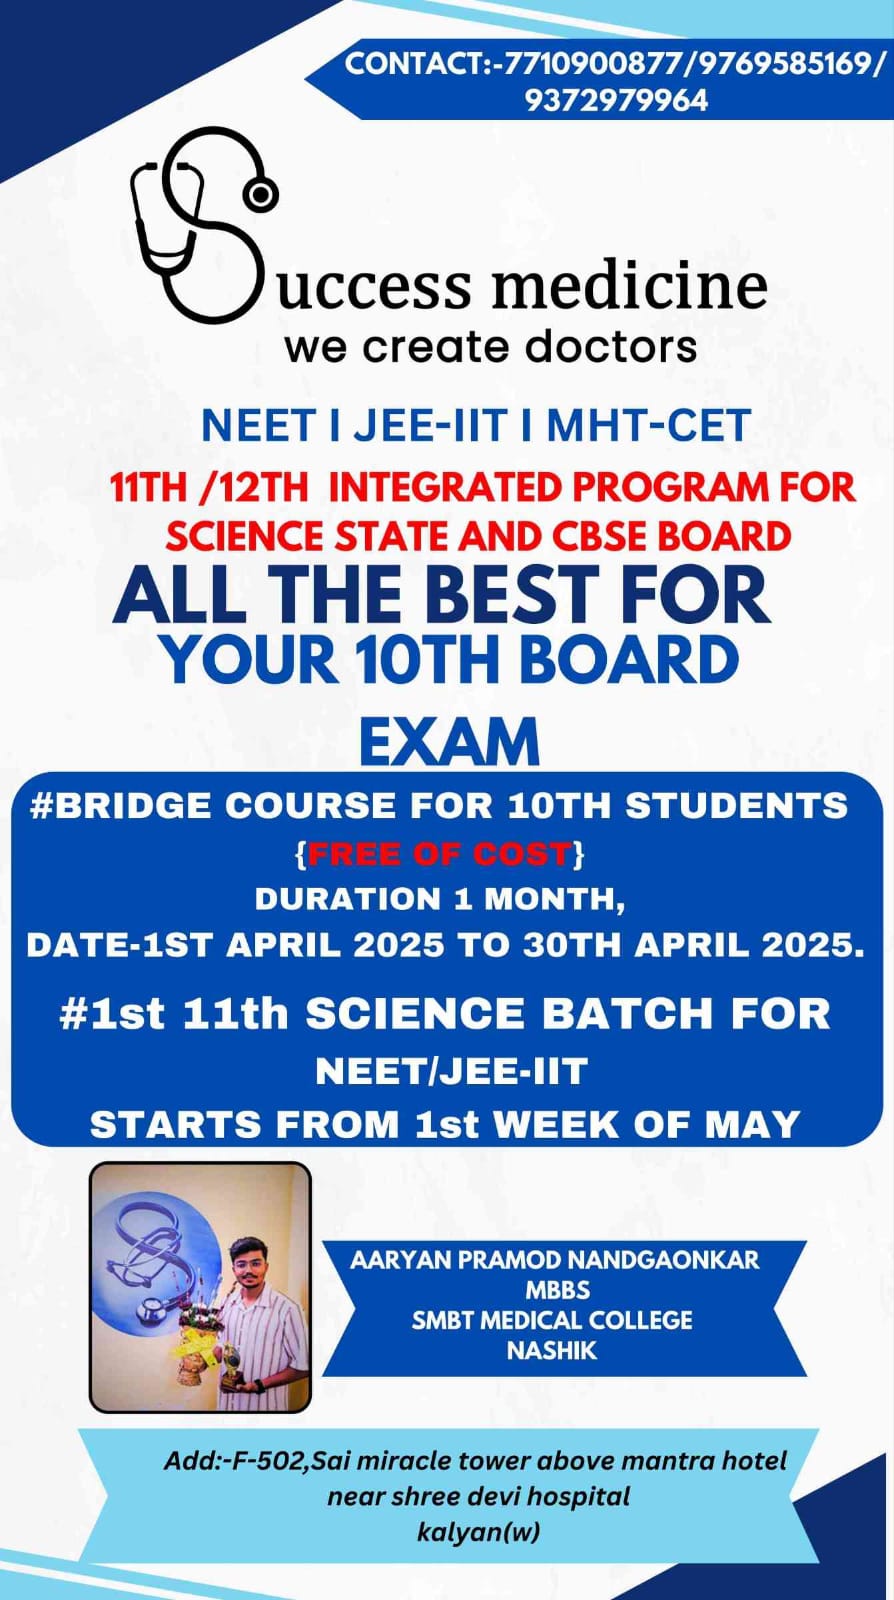 CONTACT:-7710900877/9769585169/
9372979964
Success medicine
we create doctors
NEET I JEE-IIT I MHT-CET
11TH /12TH INTEGRATED PROGRAM FOR
SCIENCE STATE AND CBSE BOARD
ALL THE BEST FOR
YOUR 10TH BOARD
EXAM
#BRIDGE COURSE FOR 10TH STUDENTS
{FREE OF COST}
DURATION 1 MONTH,
DATE-1ST APRIL 2025 TO 30TH APRIL 2025.
#1st 11th SCIENCE BATCH FOR
NEET/JEE-IIT
STARTS FROM 1st WEEK OF MAY
AARYAN PRAMOD NANDGAONKAR
MBBS
SMBT MEDICAL COLLEGE
NASHIK
Add:-F-502,Sai miracle tower above mantra hotel
near shree devi hospital
kalyan(w)